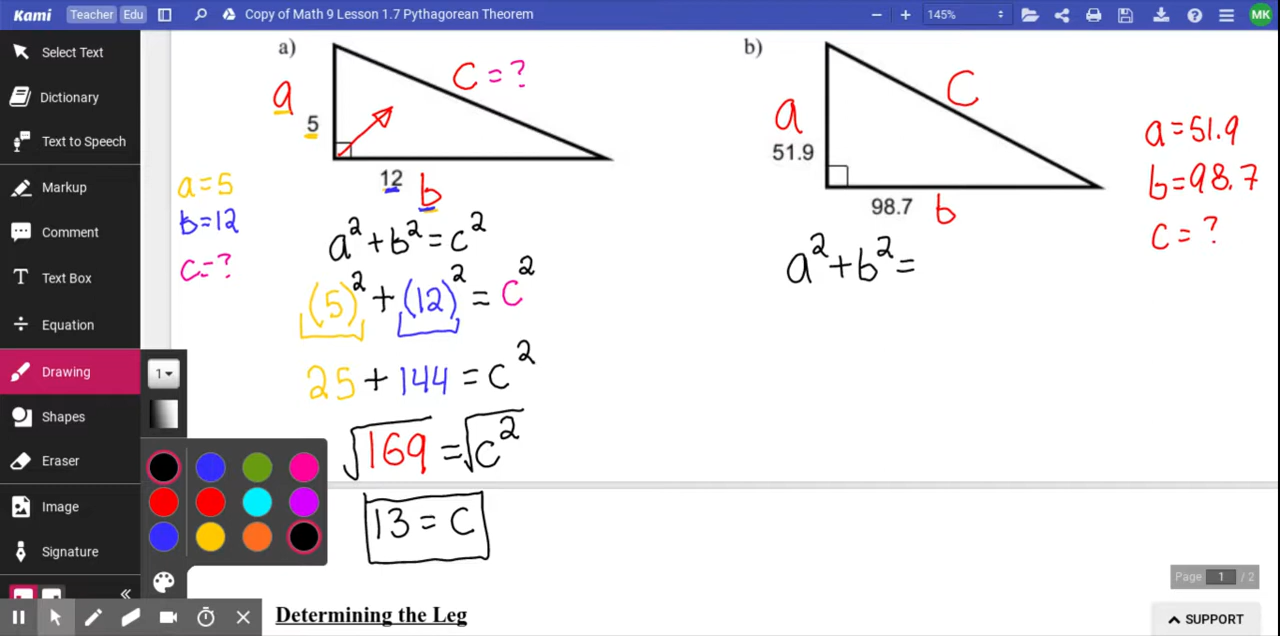 Kami Teacher Edu Copy of Math 9 Lesson 1.7 Pythagorean Theorem
− + 145% ? MK
Select Text
Dictionary
Text to Speech
Markup
Comment
Text Box
Equation
Drawing
Shapes
Eraser
Image
Signature
1
«
a)
a
5
c = ?
12 b
a = 5
b = 12
c = ?
a² + b² = c²
(5)² + (12)² = c²
25 + 144 = c²
√169 = √c²
13 = c
b)
a
51.9
c
98.7 b
a = 51.9
b = 98.7
c = ?
a² + b² =
Determining the Leg
Page 1 / 2
SUPPORT